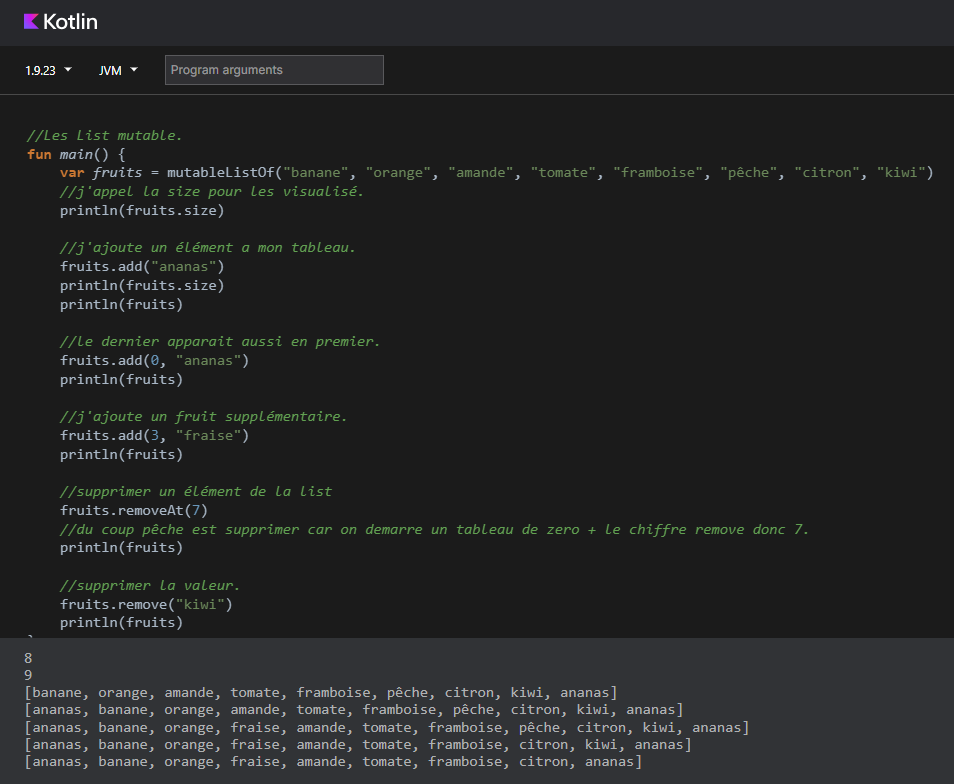 Kotlin
1.9.23 JVM Program arguments
//Les List mutable.
fun main() {
    var fruits = mutableListOf("banane", "orange", "amande", "tomate", "framboise", "pêche", "citron", "kiwi")
    //j'appel la size pour les visualisé.
    println(fruits.size)
    //j'ajoute un élément a mon tableau.
    fruits.add("ananas")
    println(fruits.size)
    println(fruits)
    //le dernier apparait aussi en premier.
    fruits.add(0, "ananas")
    println(fruits)
    //j'ajoute un fruit supplémentaire.
    fruits.add(3, "fraise")
    println(fruits)
    //supprimer un élément de la list
    fruits.removeAt(7)
    //du coup pêche est supprimer car on demarre un tableau de zero + le chiffre remove donc 7.
    println(fruits)
    //supprimer la valeur.
    fruits.remove("kiwi")
    println(fruits)
8
9
[banane, orange, amande, tomate, framboise, pêche, citron, kiwi, ananas]
[ananas, banane, orange, amande, tomate, framboise, pêche, citron, kiwi, ananas]
[ananas, banane, orange, fraise, amande, tomate, framboise, pêche, citron, kiwi, ananas]
[ananas, banane, orange, fraise, amande, tomate, framboise, citron, kiwi, ananas]
[ananas, banane, orange, fraise, amande, tomate, framboise, citron, ananas]